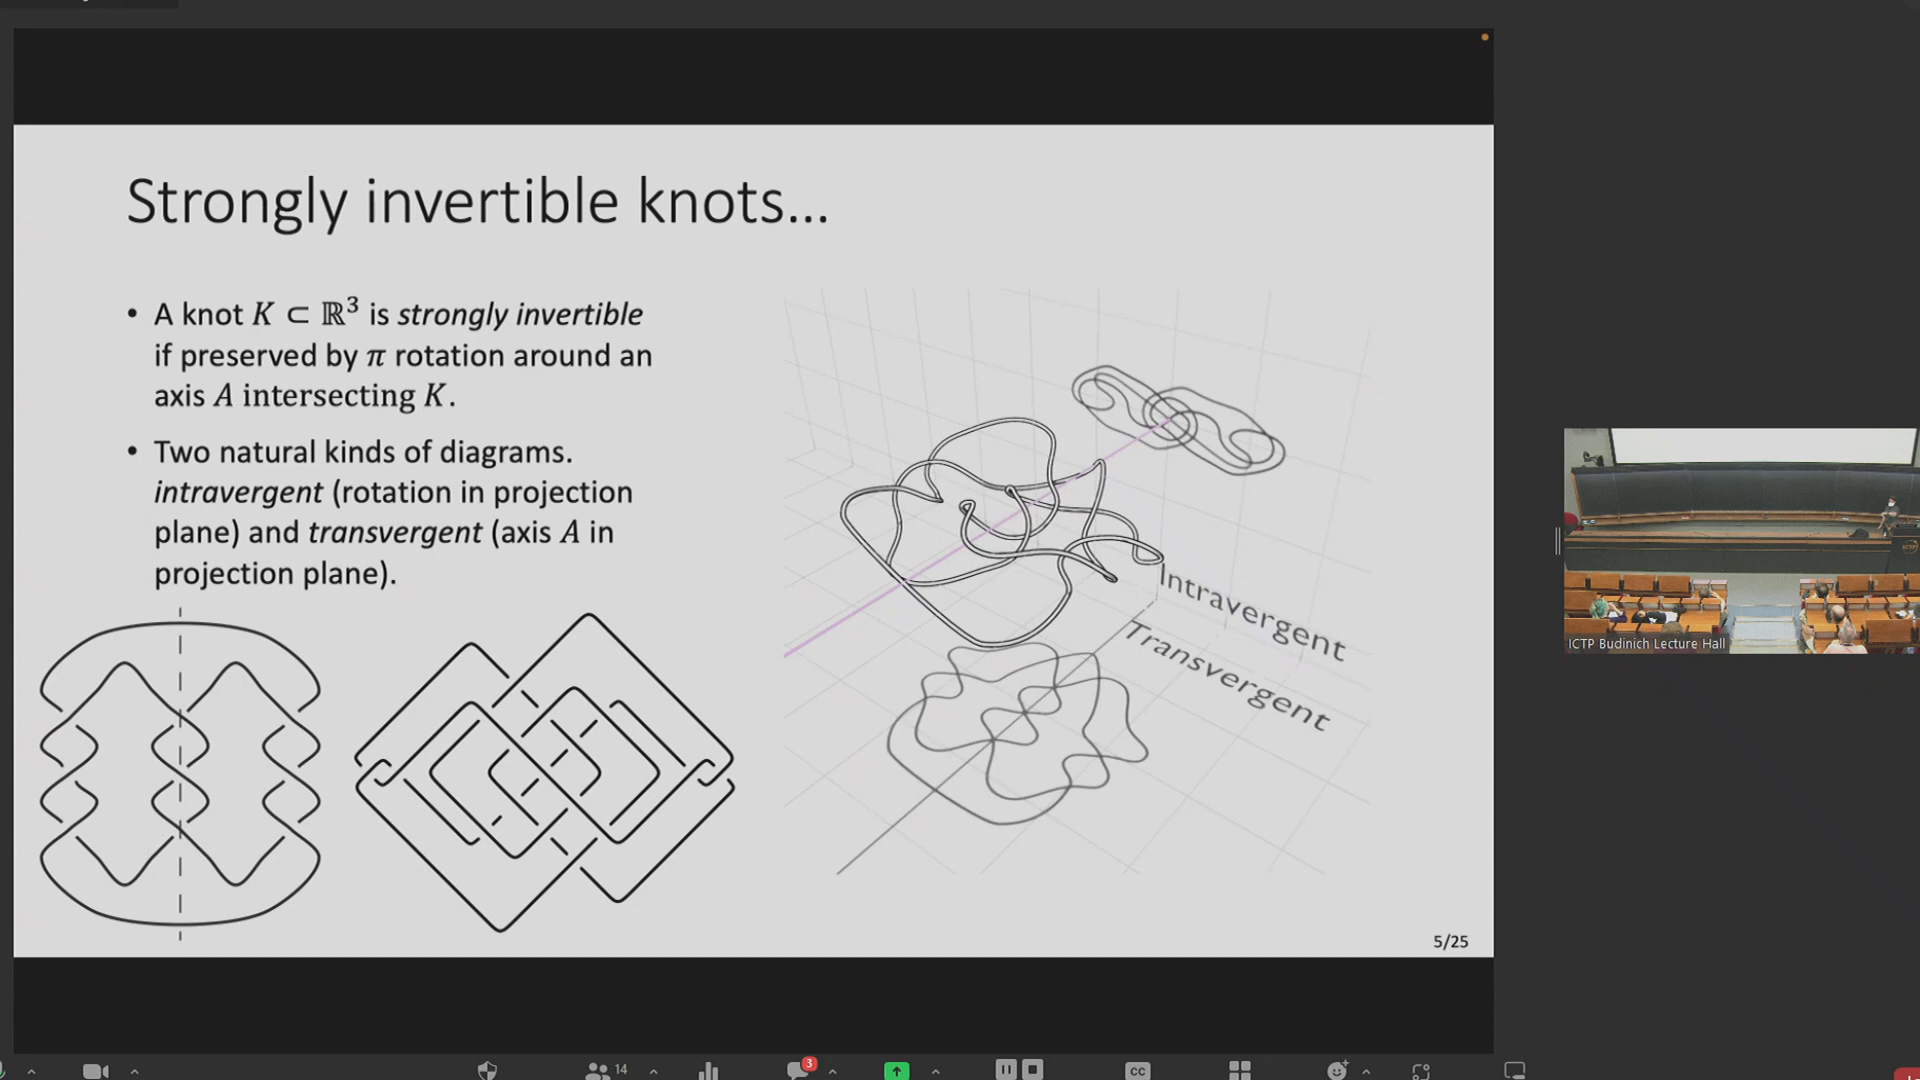 Strongly invertible knots...
• A knot K ⊂ ℝ³ is strongly invertible
if preserved by π rotation around an
axis A intersecting K.
• Two natural kinds of diagrams.
intravergent (rotation in projection
plane) and transvergent (axis A in
projection plane).
Intravergent
Transvergent
5/25
ICTP Budinich Lecture Hall
14
3
CC